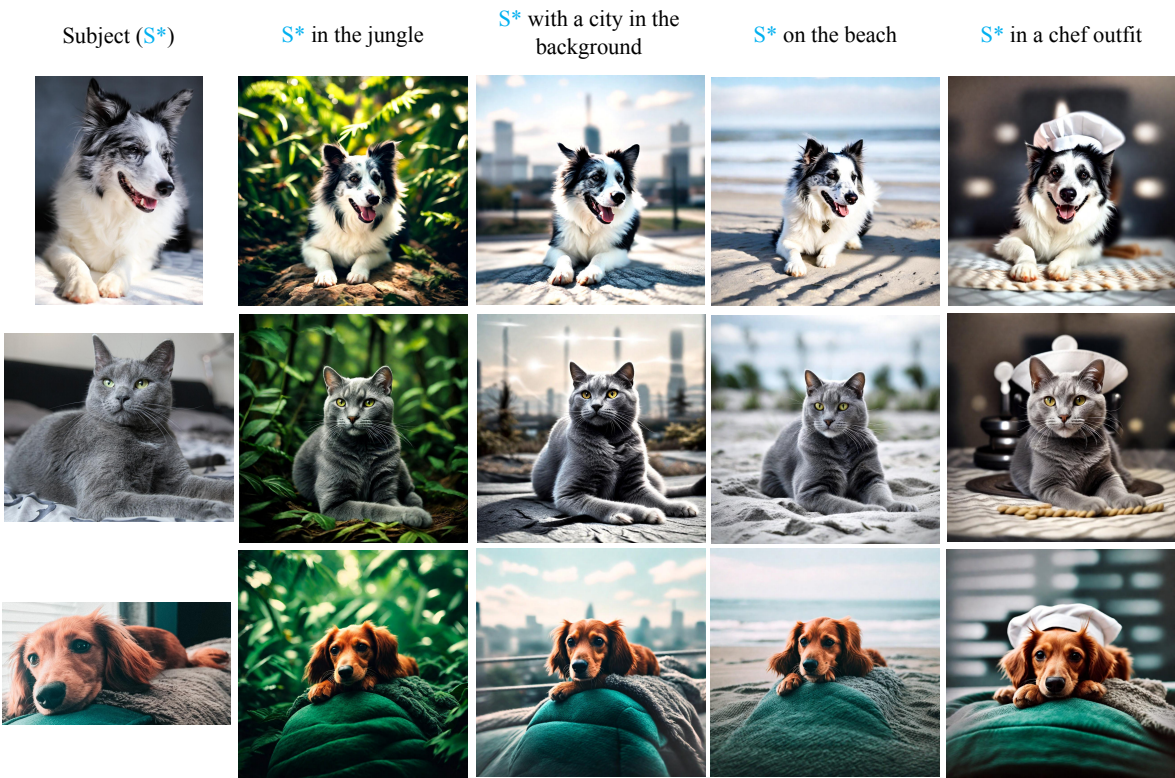 Subject (S*)
S* in the jungle
S* with a city in the
background
S* on the beach
S* in a chef outfit